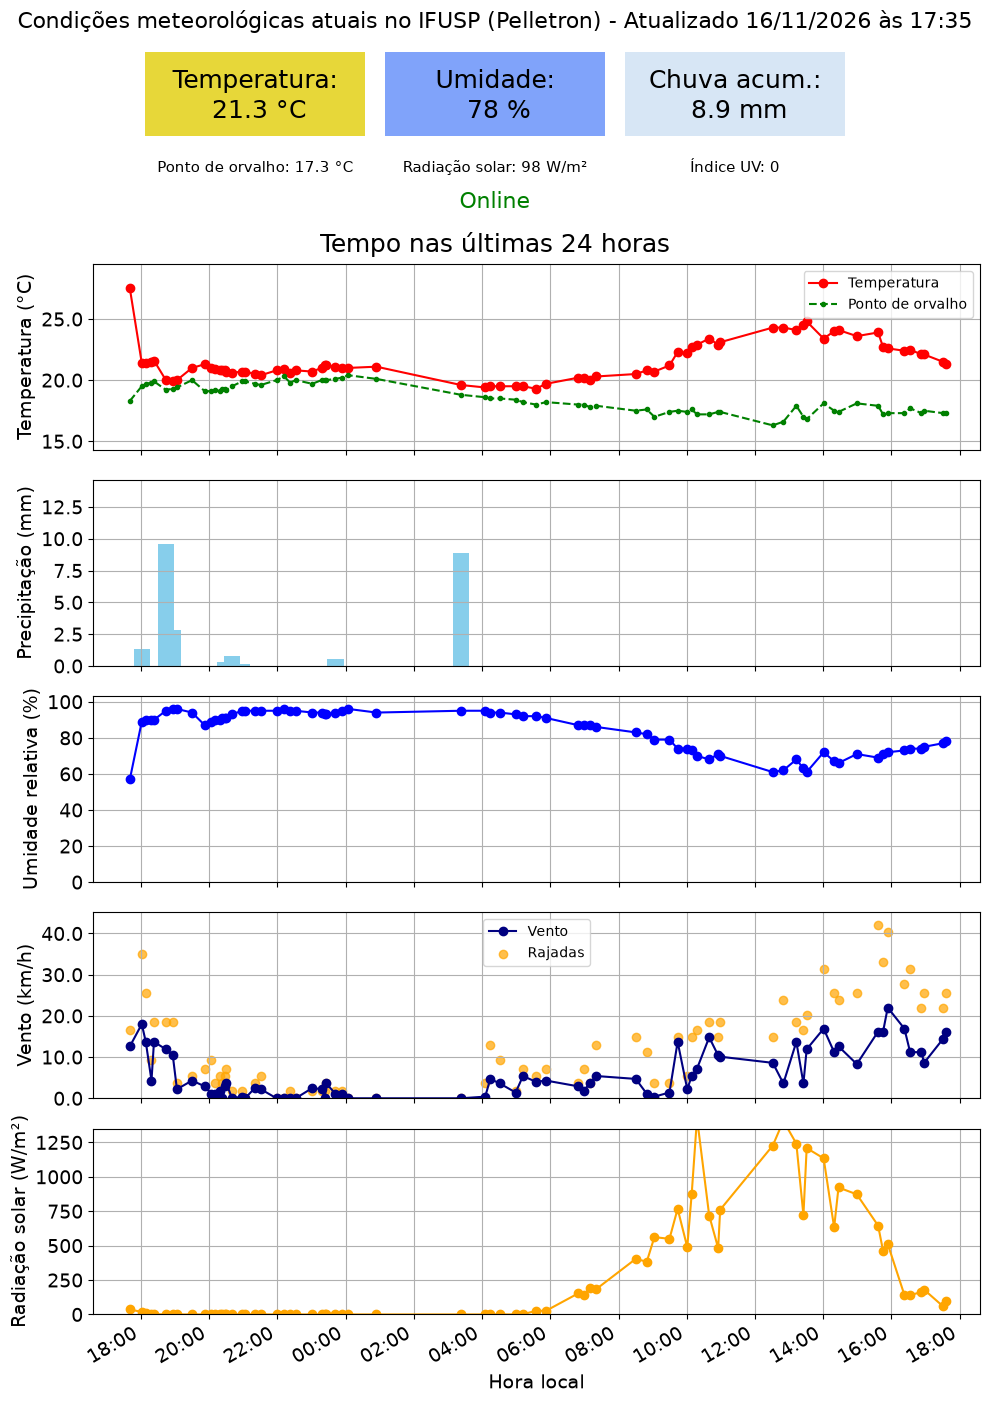 Condições meteorológicas atuais no IFUSP (Pelletron) - Atualizado 16/11/2026 às 17:35
Temperatura:
21.3 °C
Umidade:
78 %
Chuva acum.:
8.9 mm
Ponto de orvalho: 17.3 °C
Radiação solar: 98 W/m²
Índice UV: 0
Online
Tempo nas últimas 24 horas
Temperatura (°C)
25.0
20.0
15.0
Temperatura
Ponto de orvalho
Precipitação (mm)
12.5
10.0
7.5
5.0
2.5
0.0
Umidade relativa (%)
100
80
60
40
20
0
Vento (km/h)
40.0
30.0
20.0
10.0
0.0
Vento
Rajadas
Radiação solar (W/m²)
1250
1000
750
500
250
0
18:00
20:00
22:00
00:00
02:00
04:00
06:00
08:00
10:00
12:00
14:00
16:00
18:00
Hora local